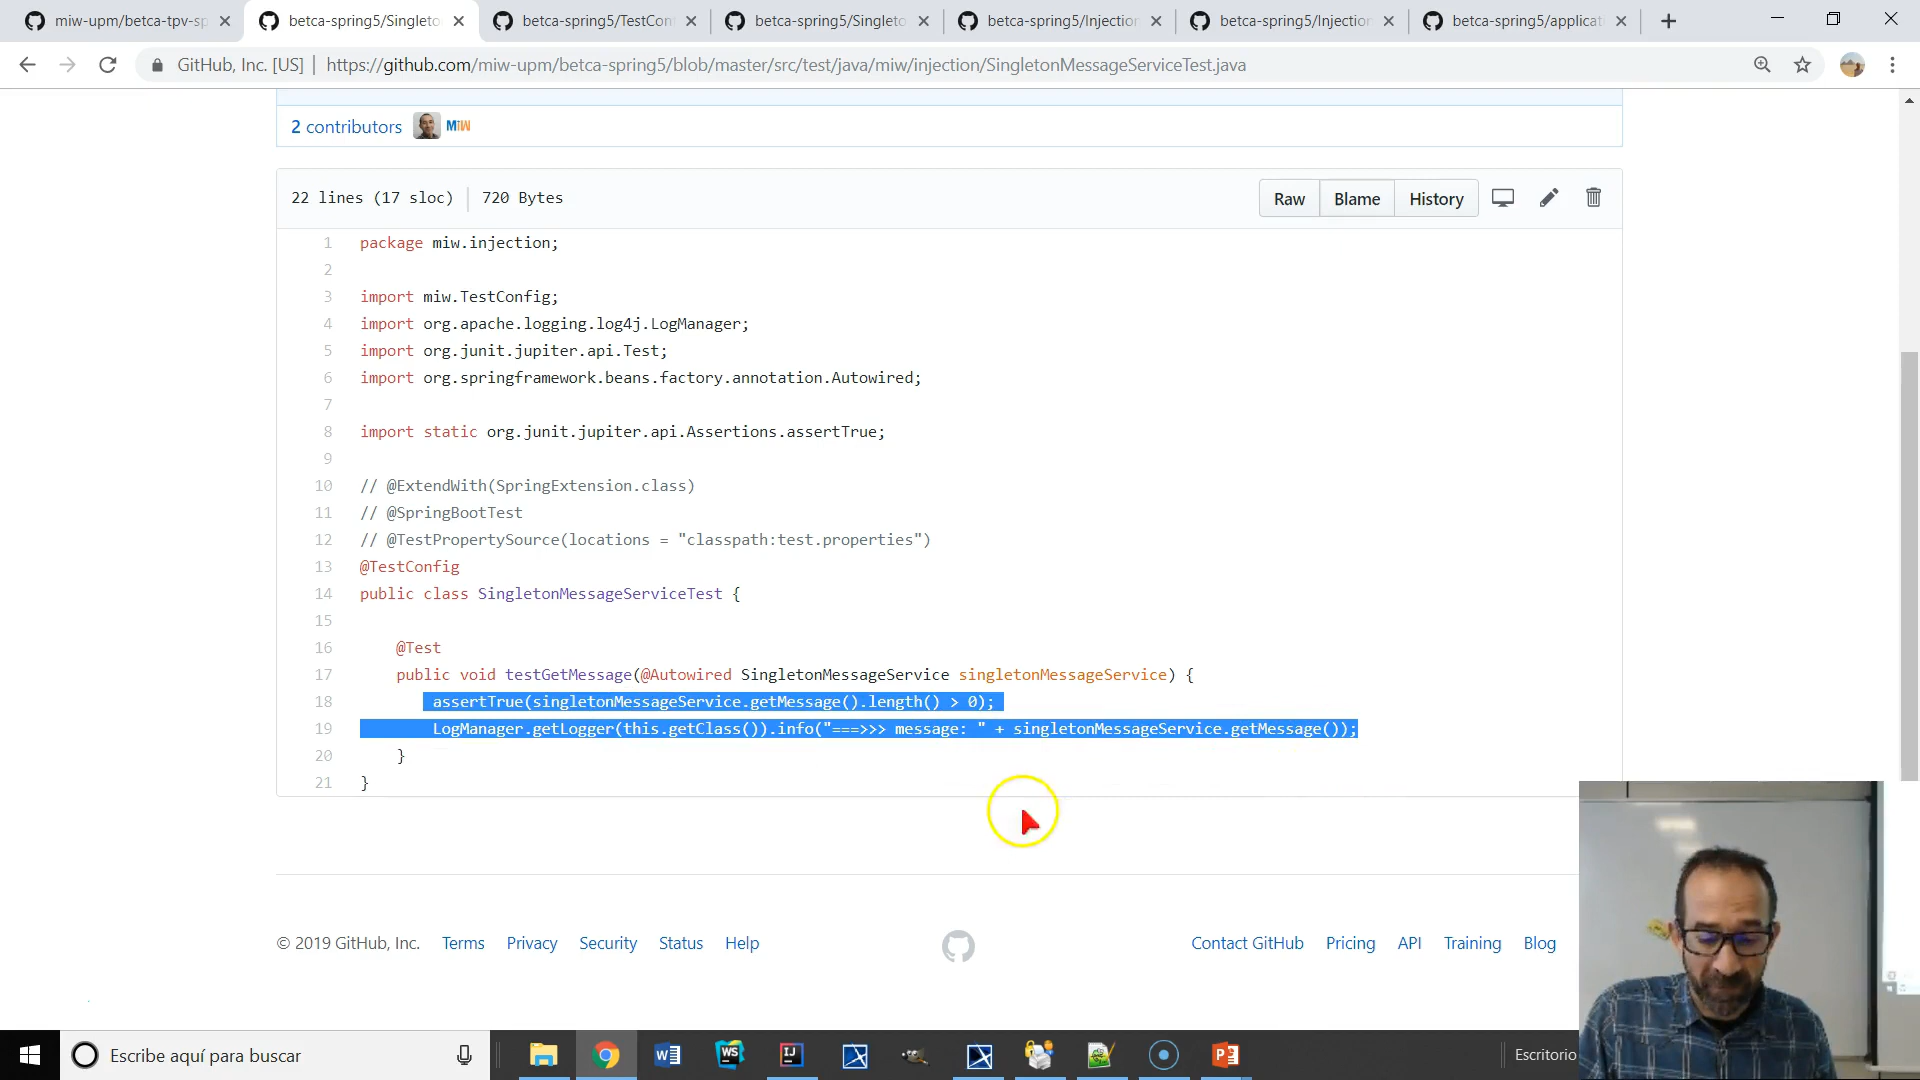 miw-upm/betca-tpv-sp
betca-spring5/Singleto
betca-spring5/TestCon
betca-spring5/Singleto
betca-spring5/Injection
betca-spring5/Injection
betca-spring5/applicat
GitHub, Inc. [US] | https://github.com/miw-upm/betca-spring5/blob/master/src/test/java/miw/injection/SingletonMessageServiceTest.java
2 contributors MiW
22 lines (17 sloc) 720 Bytes
Raw Blame History
1 package miw.injection;
2
3 import miw.TestConfig;
4 import org.apache.logging.log4j.LogManager;
5 import org.junit.jupiter.api.Test;
6 import org.springframework.beans.factory.annotation.Autowired;
7
8 import static org.junit.jupiter.api.Assertions.assertTrue;
9
10 // @ExtendWith(SpringExtension.class)
11 // @SpringBootTest
12 // @TestPropertySource(locations = "classpath:test.properties")
13 @TestConfig
14 public class SingletonMessageServiceTest {
15
16 @Test
17 public void testGetMessage(@Autowired SingletonMessageService singletonMessageService) {
18 assertTrue(singletonMessageService.getMessage().length() > 0);
19 LogManager.getLogger(this.getClass()).info("===>>> message: " + singletonMessageService.getMessage());
20 }
21 }
© 2019 GitHub, Inc. Terms Privacy Security Status Help
Contact GitHub Pricing API Training Blog
Escribe aquí para buscar
WS
IJ
Escritorio